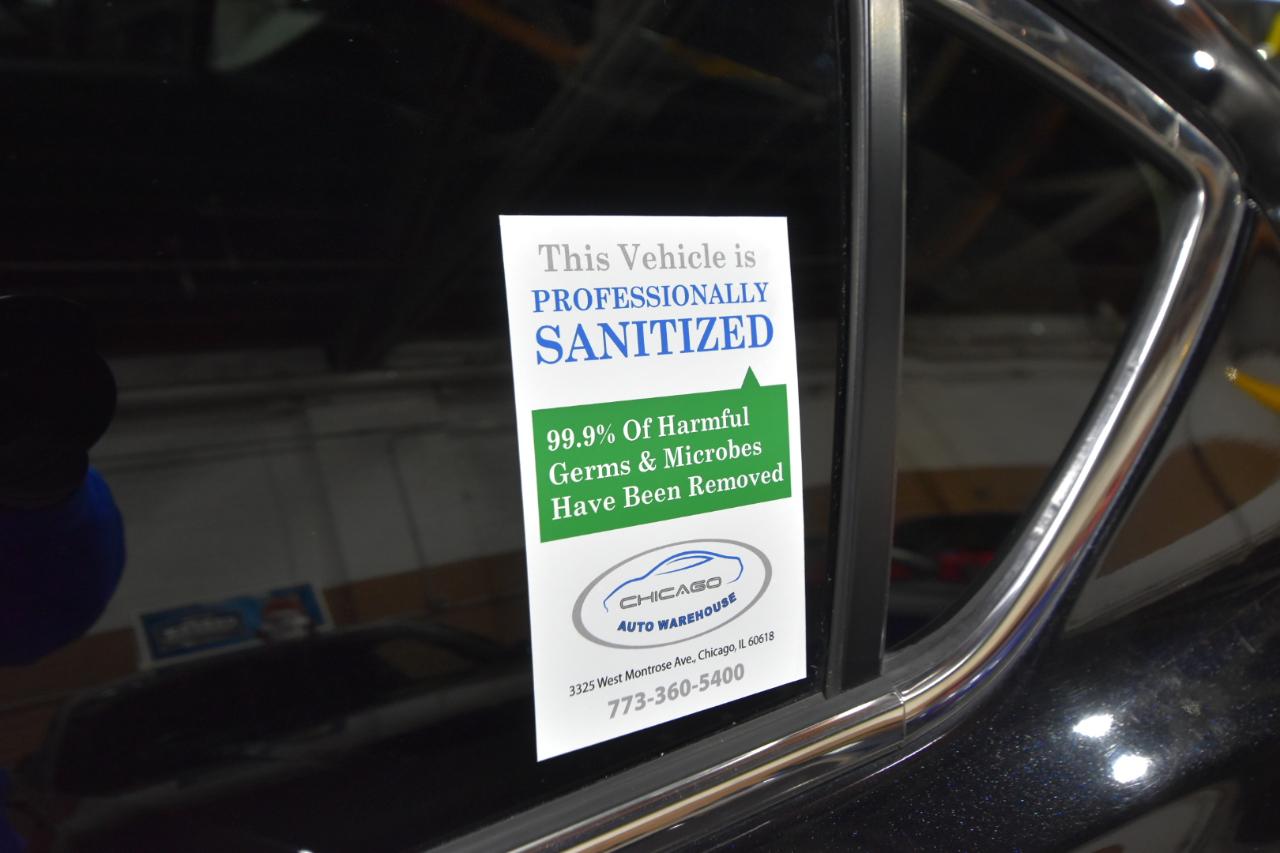 This Vehicle is
PROFESSIONALLY
SANITIZED
99.9% Of Harmful
Germs & Microbes
Have Been Removed
CHICAGO
AUTO WAREHOUSE
3325 West Montrose Ave., Chicago, IL 60618
773-360-5400